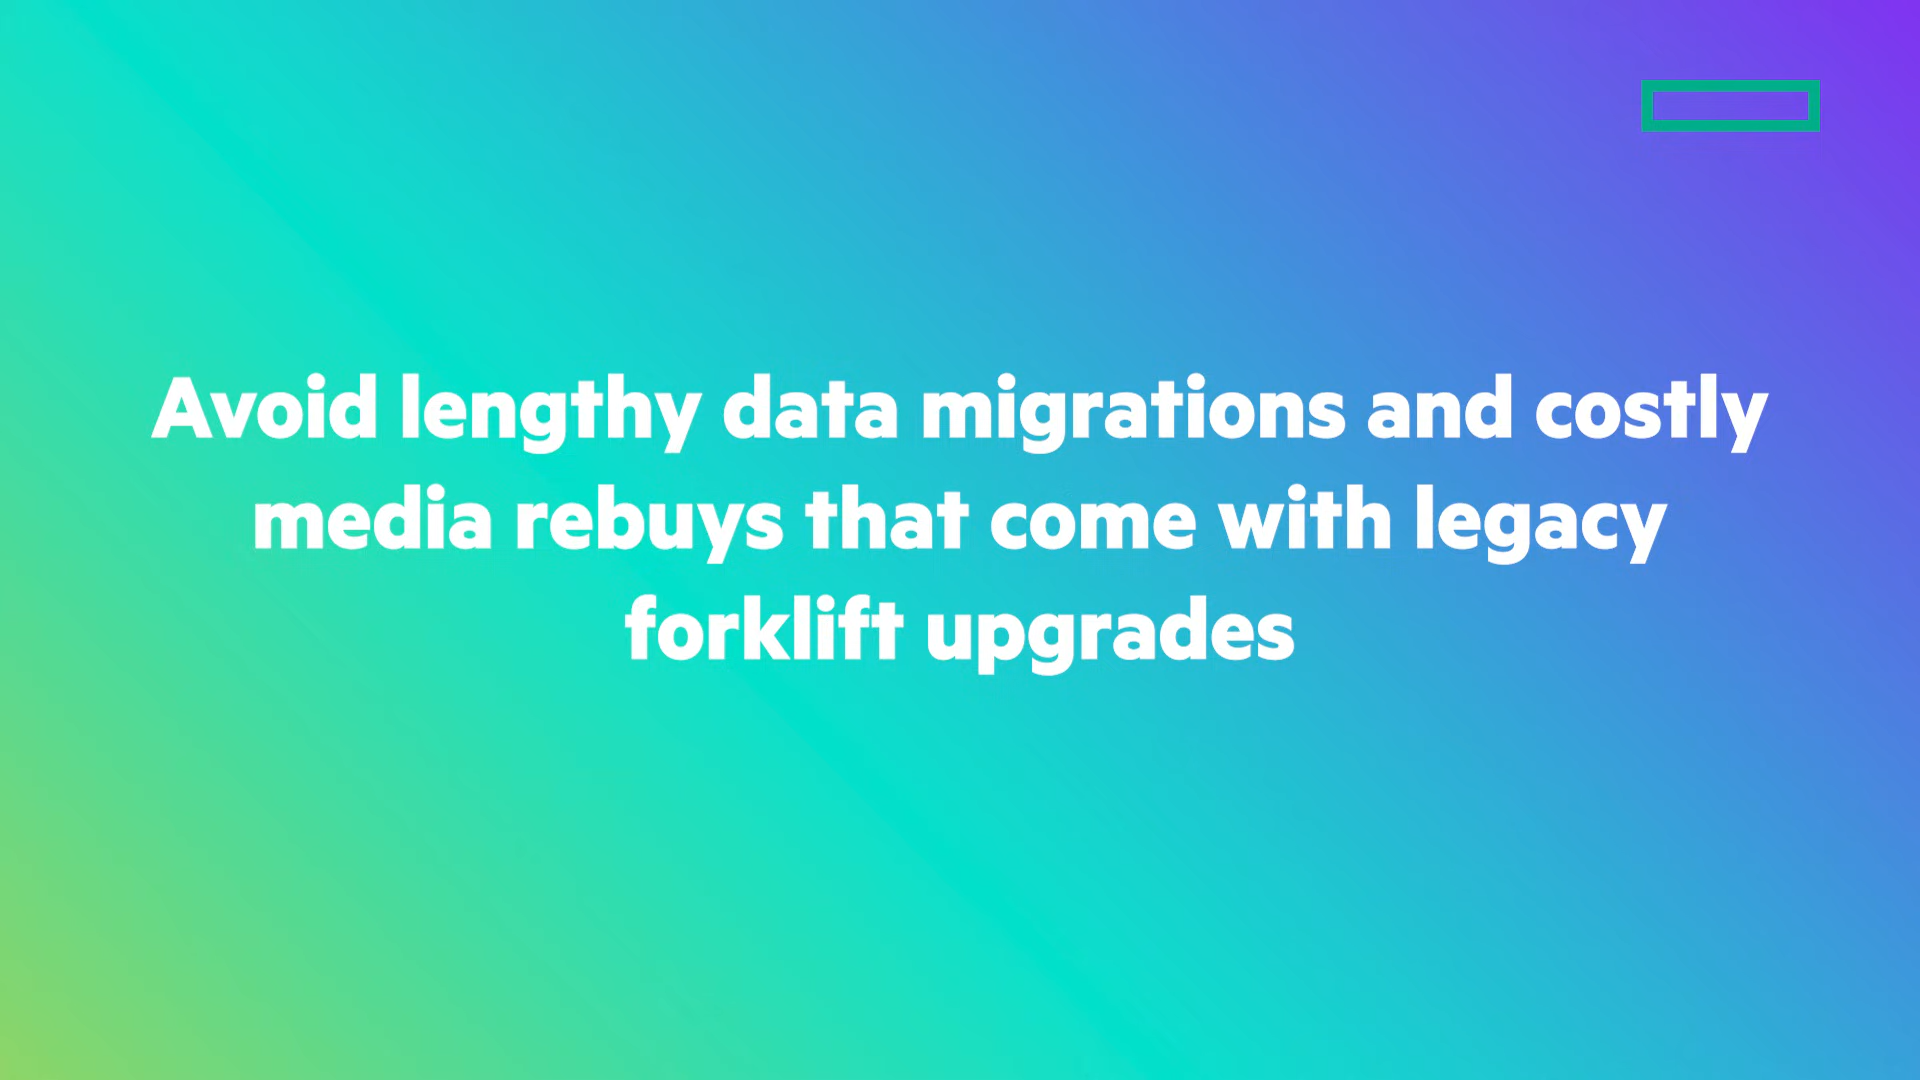 Avoid lengthy data migrations and costly
media rebuys that come with legacy
forklift upgrades